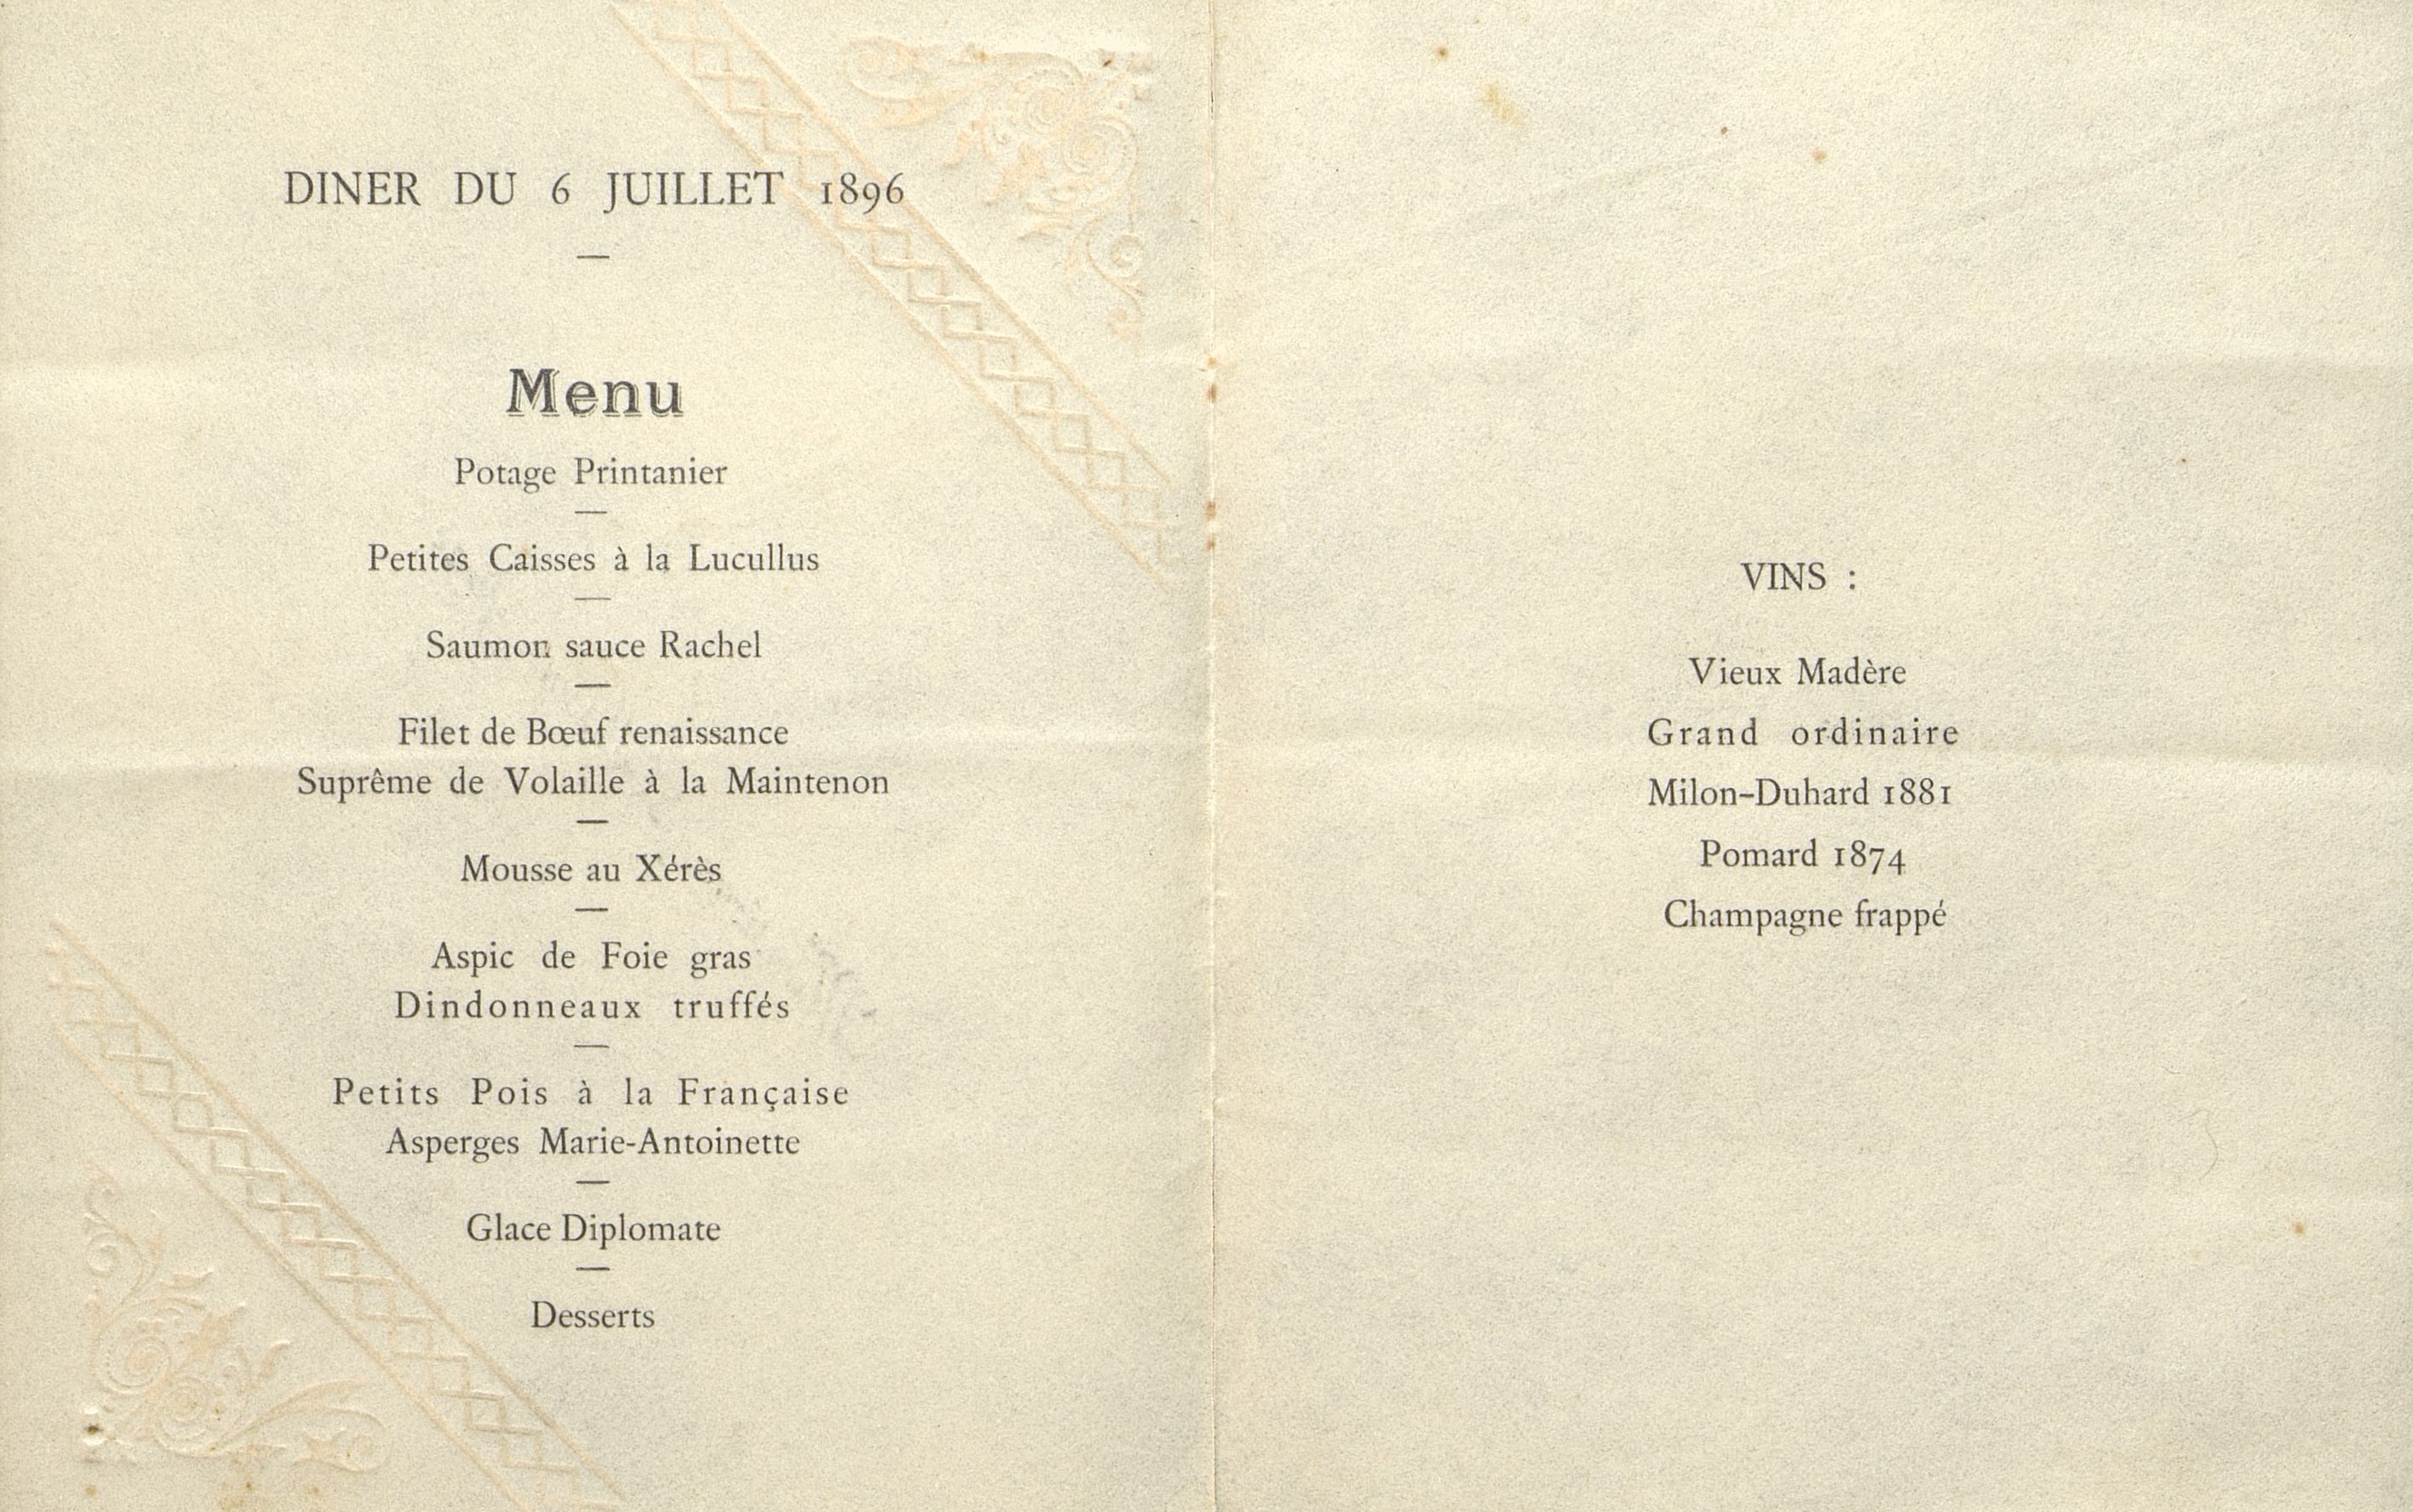 DINER DU 6 JUILLET 1896
Menu
Potage Printanier
Petites Caisses à la Lucullus
Saumon sauce Rachel
Filet de Bœuf renaissance
Suprême de Volaille à la Maintenon
Mousse au Xérès
Aspic de Foie gras
Dindonneaux truffés
Petits Pois à la Française
Asperges Marie-Antoinette
Glace Diplomate
Desserts
VINS :
Vieux Madère
Grand ordinaire
Milon-Duhard 1881
Pomard 1874
Champagne frappé